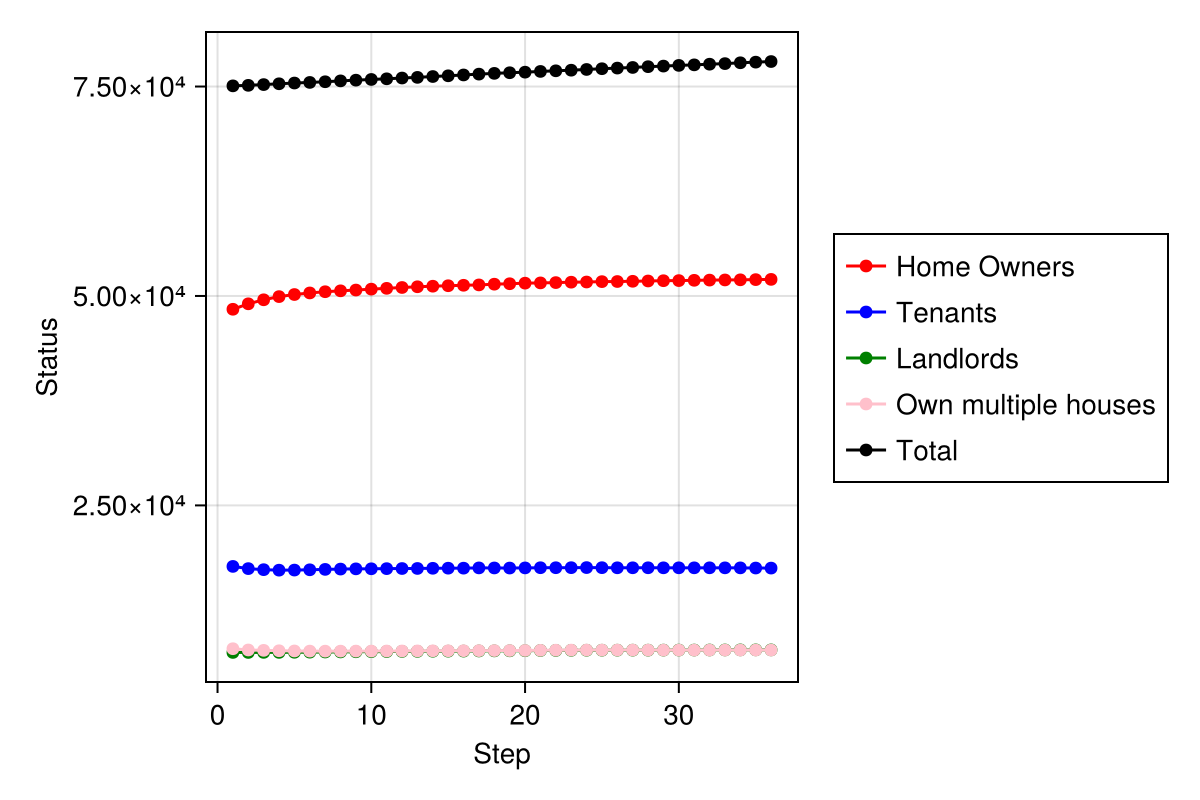 7.50×10⁴
5.00×10⁴
2.50×10⁴
Status
0 10 20 30
Step
Home Owners
Tenants
Landlords
Own multiple houses
Total